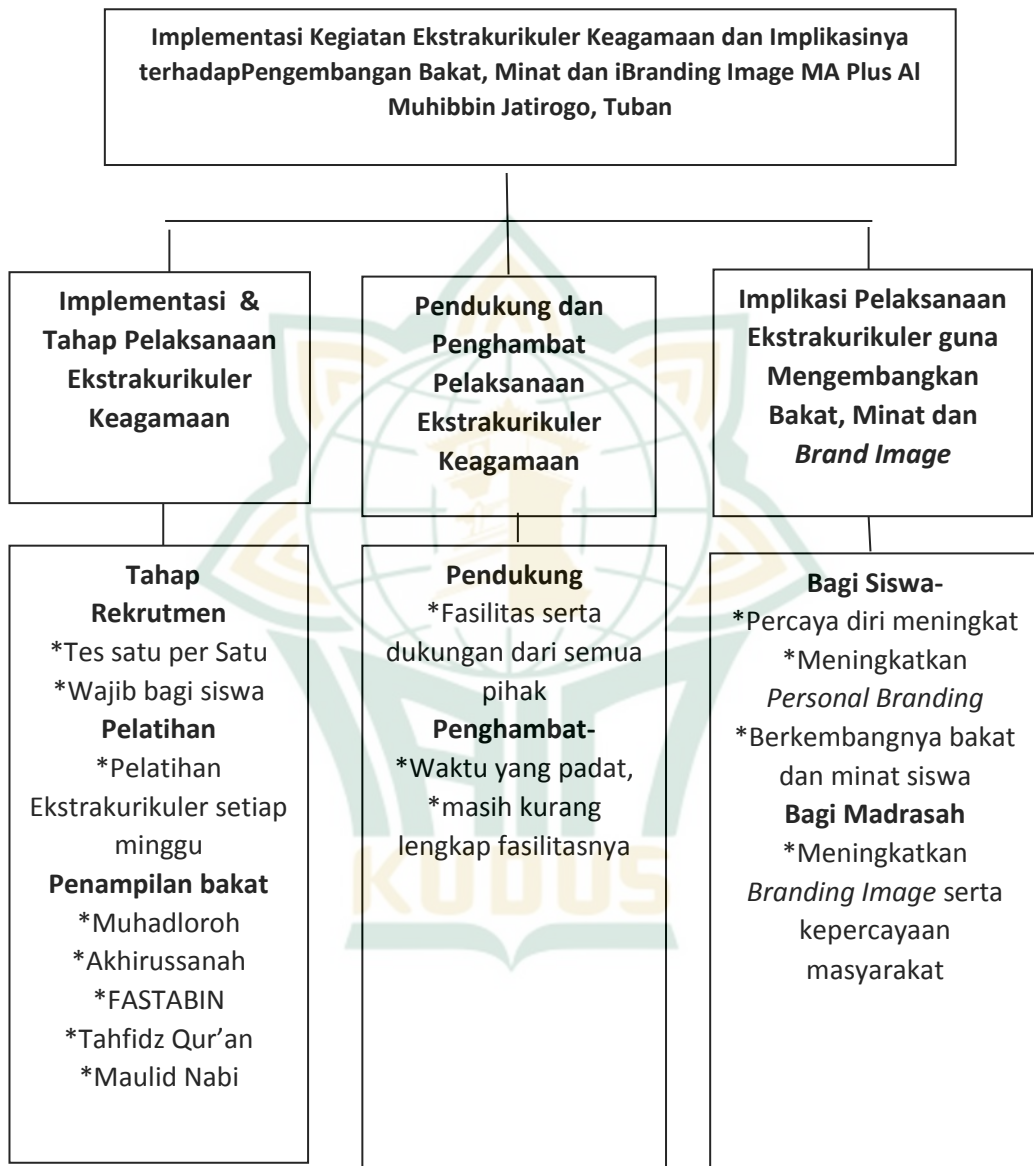 Implementasi Kegiatan Ekstrakurikuler Keagamaan dan Implikasinya
terhadapPengembangan Bakat, Minat dan iBranding Image MA Plus Al
Muhibbin Jatirogo, Tuban
Implementasi &
Tahap Pelaksanaan
Ekstrakurikuler
Keagamaan
Pendukung dan
Penghambat
Pelaksanaan
Ekstrakurikuler
Keagamaan
Implikasi Pelaksanaan
Ekstrakurikuler guna
Mengembangkan
Bakat, Minat dan
Brand Image
Tahap
Rekrutmen
*Tes satu per Satu
*Wajib bagi siswa
Pelatihan
*Pelatihan
Ekstrakurikuler setiap
minggu
Penampilan bakat
*Muhadloroh
*Akhirussanah
*FASTABIN
*Tahfidz Qur’an
*Maulid Nabi
Pendukung
*Fasilitas serta
dukungan dari semua
pihak
Penghambat-
*Waktu yang padat,
*masih kurang
lengkap fasilitasnya
Bagi Siswa-
*Percaya diri meningkat
*Meningkatkan
Personal Branding
*Berkembangnya bakat
dan minat siswa
Bagi Madrasah
*Meningkatkan
Branding Image serta
kepercayaan
masyarakat
KUDUS